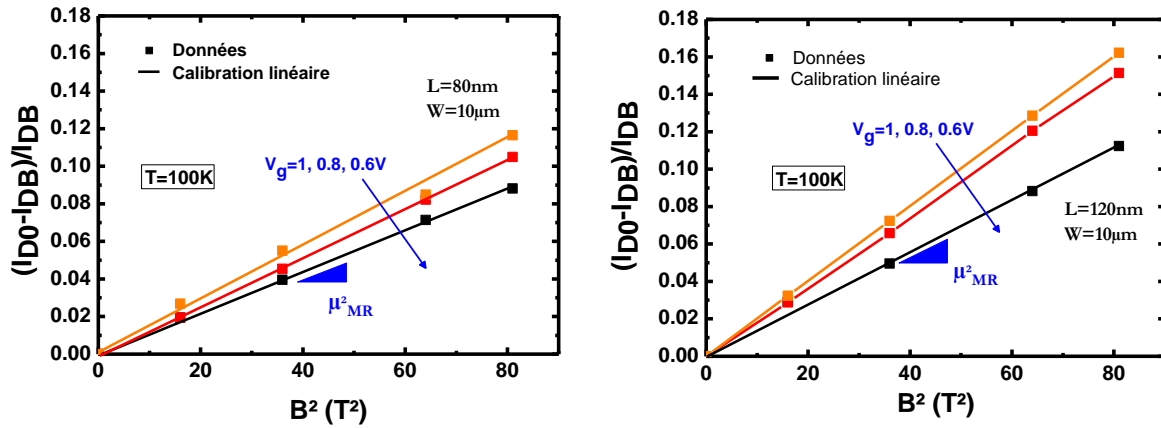 0.18
0.16
0.14
0.12
0.10
0.08
0.06
0.04
0.02
0.00
(ID0-IDB)/IDB
Données
Calibration linéaire
L=80nm
W=10µm
T=100K
Vg=1, 0.8, 0.6V
µ²MR
0 20 40 60 80
B² (T²)
0.18
0.16
0.14
0.12
0.10
0.08
0.06
0.04
0.02
0.00
(ID0-IDB)/IDB
Données
Calibration linéaire
Vg=1, 0.8, 0.6V
T=100K
L=120nm
W=10µm
µ²MR
0 20 40 60 80
B² (T²)